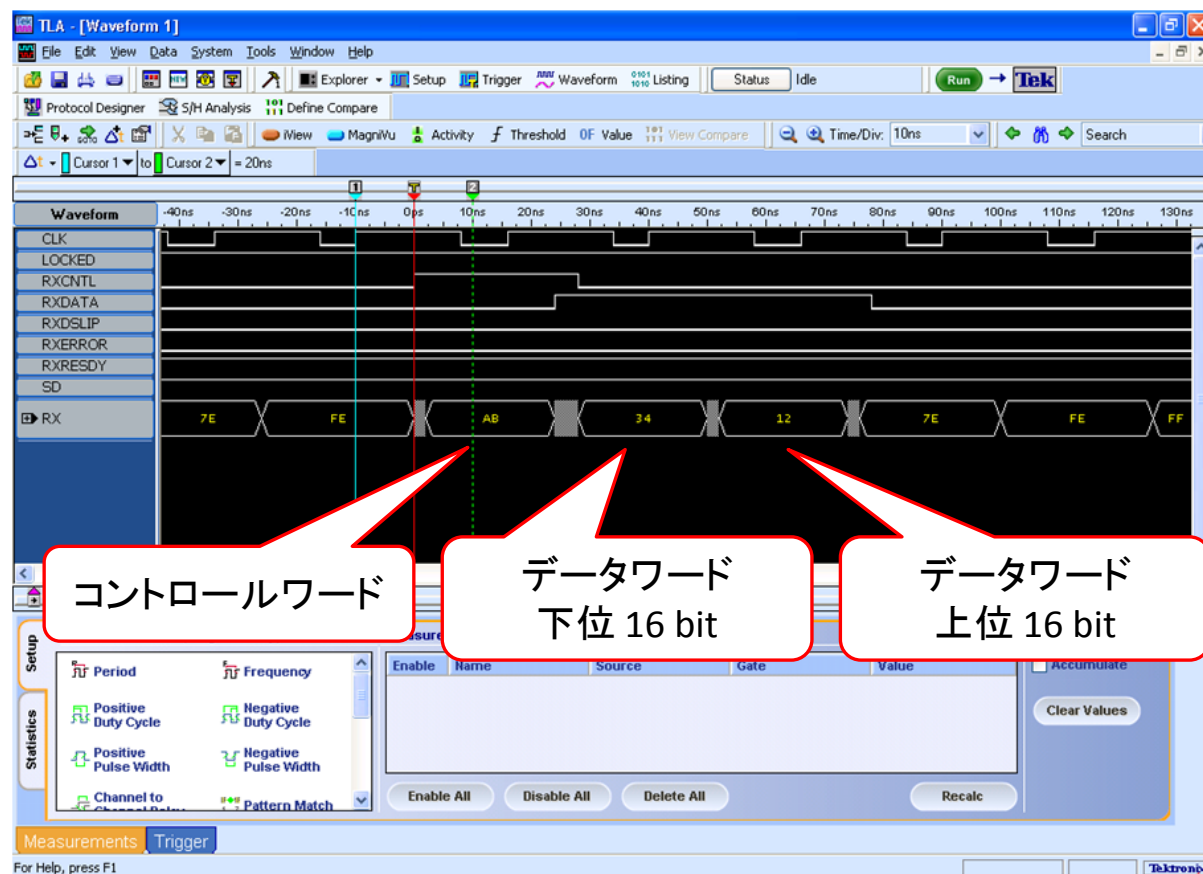 TLA - [Waveform 1]
File Edit View Data System Tools Window Help
Explorer Setup Trigger Waveform Listing Status Idle Run Tek
Protocol Designer S/H Analysis Define Compare
iView MagniVu Activity Threshold Value View Compare Time/Div: 10ns Search
Δt Cursor 1 to Cursor 2 = 20ns
1 T 2
Waveform -40ns -30ns -20ns -10ns 0ps 10ns 20ns 30ns 40ns 50ns 60ns 70ns 80ns 90ns 100ns 110ns 120ns 130ns
CLK
LOCKED
RXCNTL
RXDATA
RXDSLIP
RXERROR
RXRESDY
SD
RX 7E FE AB 34 12 7E FE FF
コントロールワード
データワード
下位 16 bit
データワード
上位 16 bit
Setup
Statistics
Period Frequency
Positive Duty Cycle
Negative Duty Cycle
Positive Pulse Width
Negative Pulse Width
Channel to
Pattern Match
Enable Name Source Gate Value
Accumulate
Clear Values
Enable All Disable All Delete All Recalc
Measurements Trigger
For Help, press F1